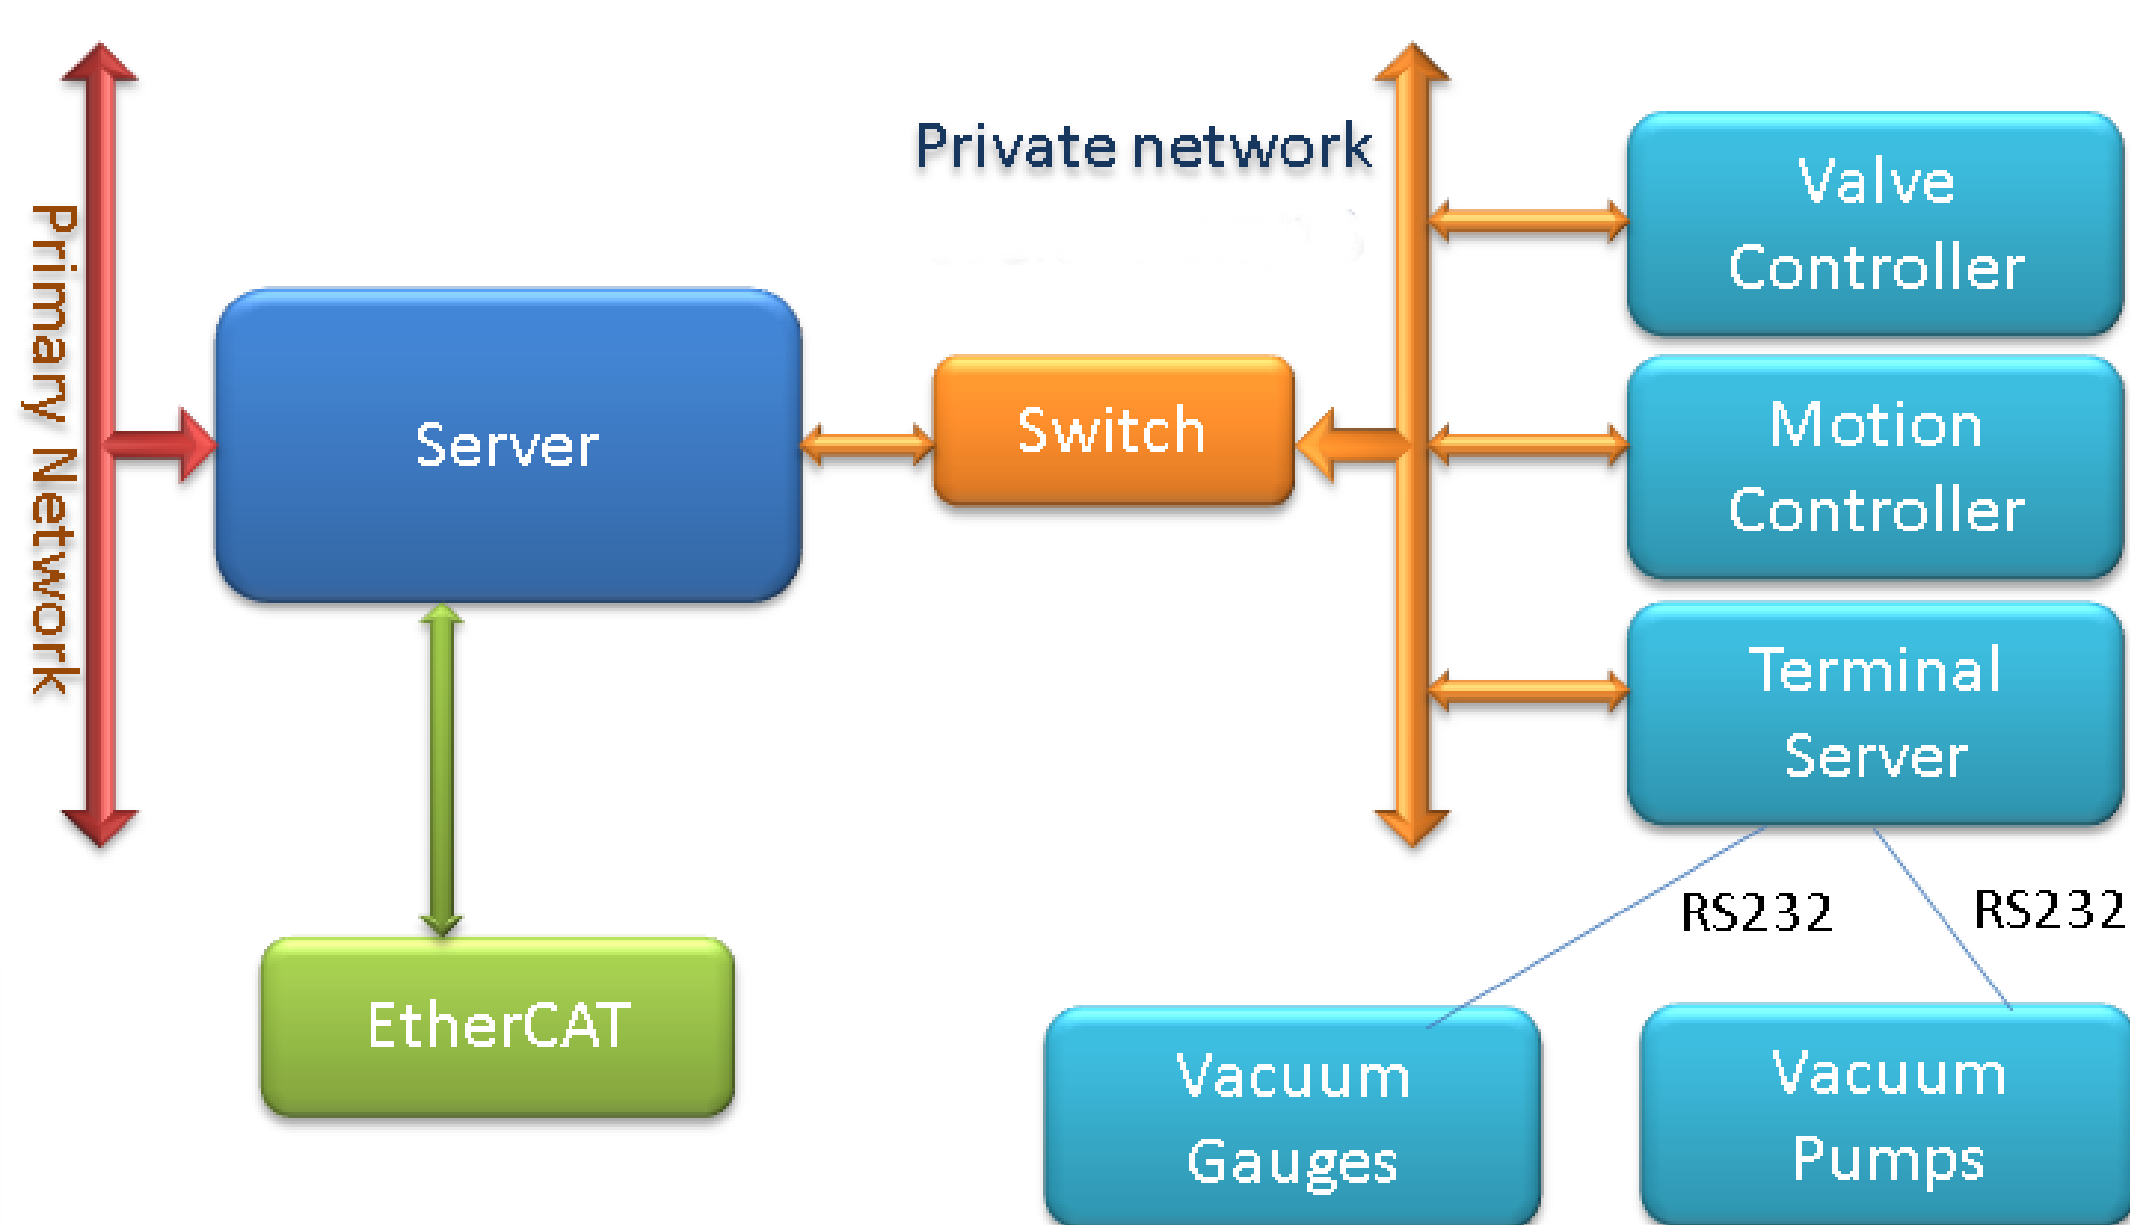 Primary Network
Private network
Server
Switch
Valve
Controller
Motion
Controller
Terminal
Server
RS232
RS232
EtherCAT
Vacuum
Gauges
Vacuum
Pumps